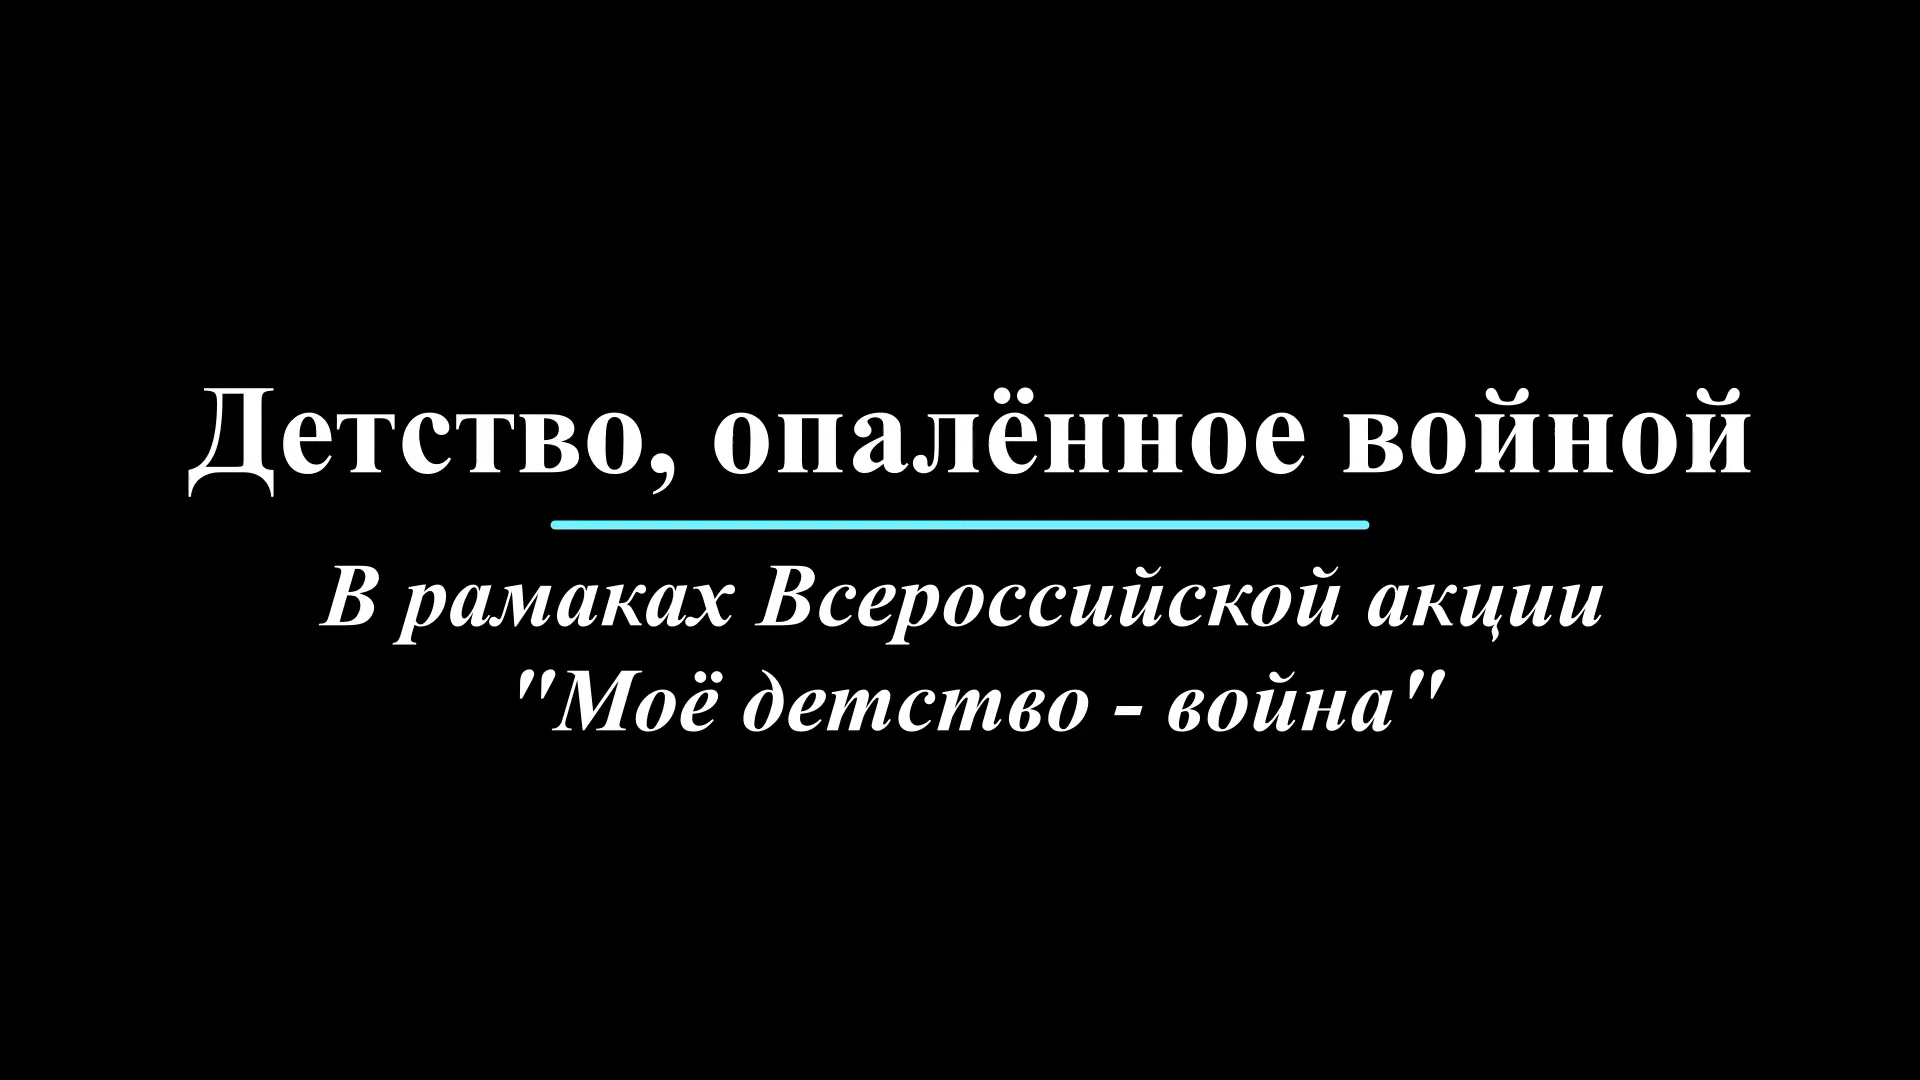 Детство, опалённое войной
В рамаках Всероссийской акции
"Моё детство - война"